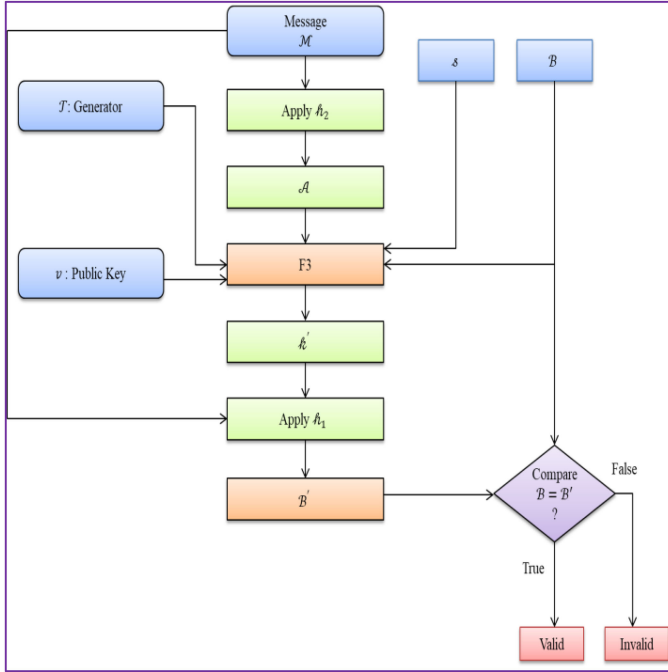 Message
ℳ
𝓈
ℬ
𝒯: Generator
Apply 𝒽₂
𝒜
F3
𝓋 : Public Key
𝓀′
Apply 𝒽₁
ℬ′
Compare
ℬ = ℬ′
?
False
True
Valid
Invalid